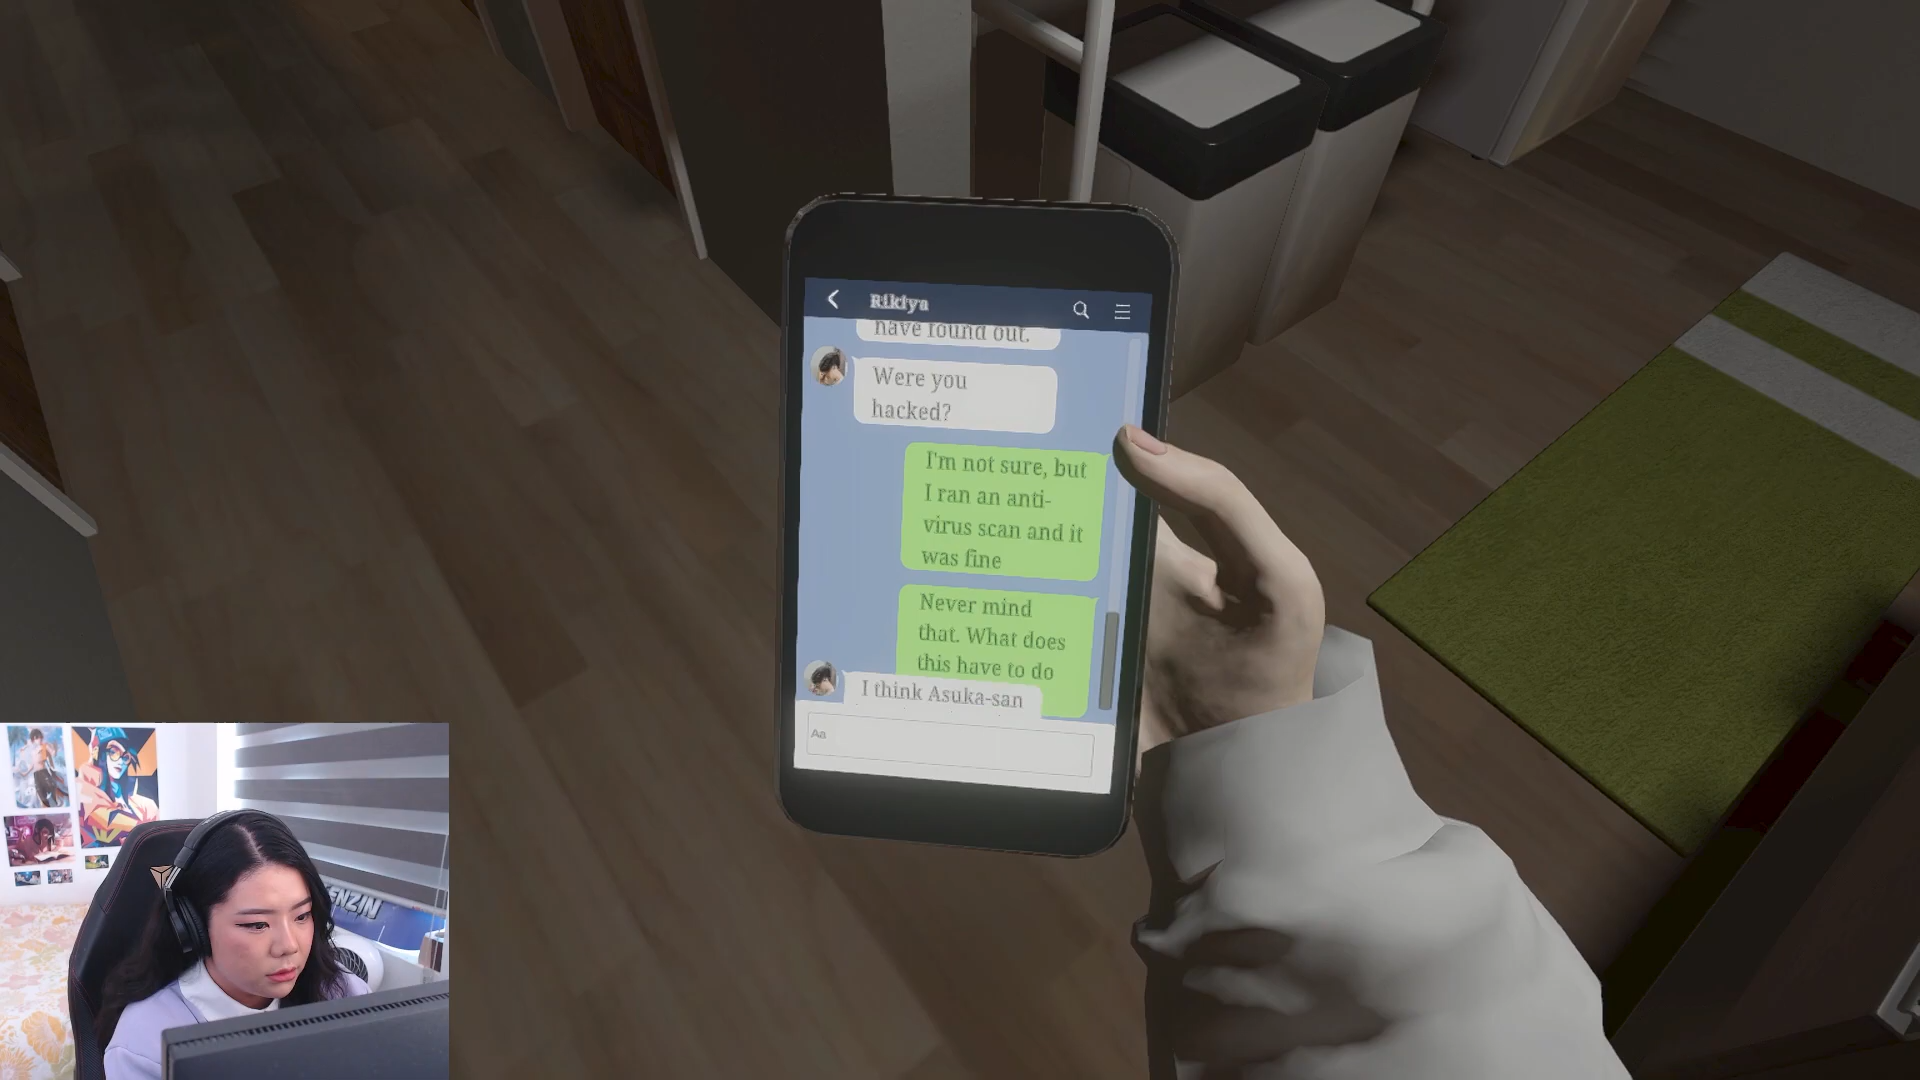 Rikiya
have found out.
Were you
hacked?
I'm not sure, but
I ran an anti-
virus scan and it
was fine
Never mind
that. What does
this have to do
I think Asuka-san
Aa
ENZIN